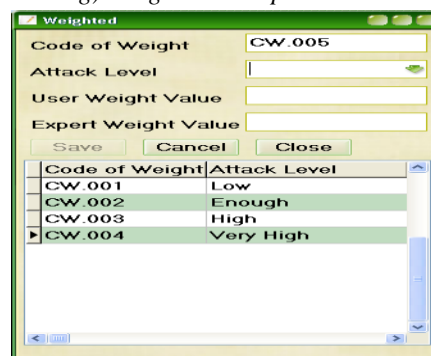 Weighted
Code of Weight CW.005
Attack Level
User Weight Value
Expert Weight Value
Save Cancel Close
Code of Weight Attack Level
CW.001 Low
CW.002 Enough
CW.003 High
CW.004 Very High